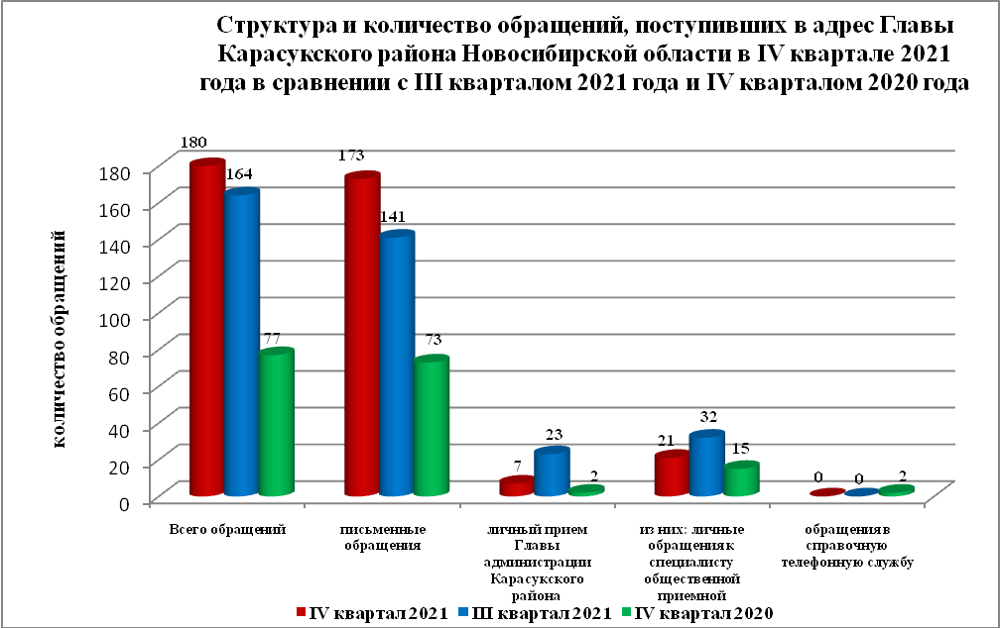 Структура и количество обращений, поступивших в адрес Главы
Карасукского района Новосибирской области в IV квартале 2021
года в сравнении с III кварталом 2021 года и IV кварталом 2020 года
количество обращений
180
160
140
120
100
80
60
40
20
0
180
164
77
173
141
73
7
23
2
21
32
15
0
0
2
Всего обращений
письменные
обращения
личный прием
Главы
администрации
Карасукского
района
из них: личные
обращения к
специалисту
общественной
приемной
обращения в
справочную
телефонную службу
IV квартал 2021
III квартал 2021
IV квартал 2020